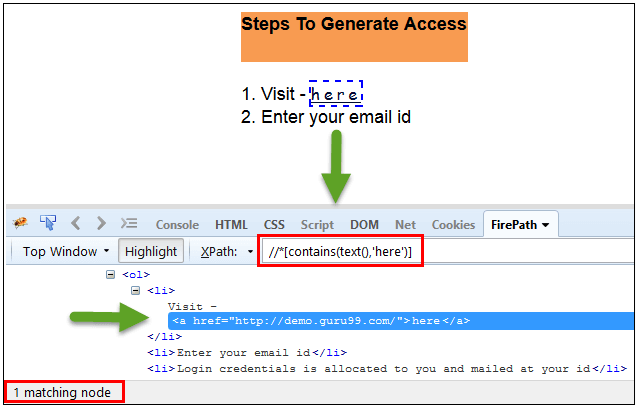 Steps To Generate Access
1. Visit - here
2. Enter your email id
Console HTML CSS Script DOM Net Cookies FirePath
Top Window Highlight XPath: //*[contains(text(),'here')]
<ol>
<li>
Visit -
<a href="http://demo.guru99.com/">here</a>
</li>
<li>Enter your email id</li>
<li>Login credentials is allocated to you and mailed at your id</li>
1 matching node